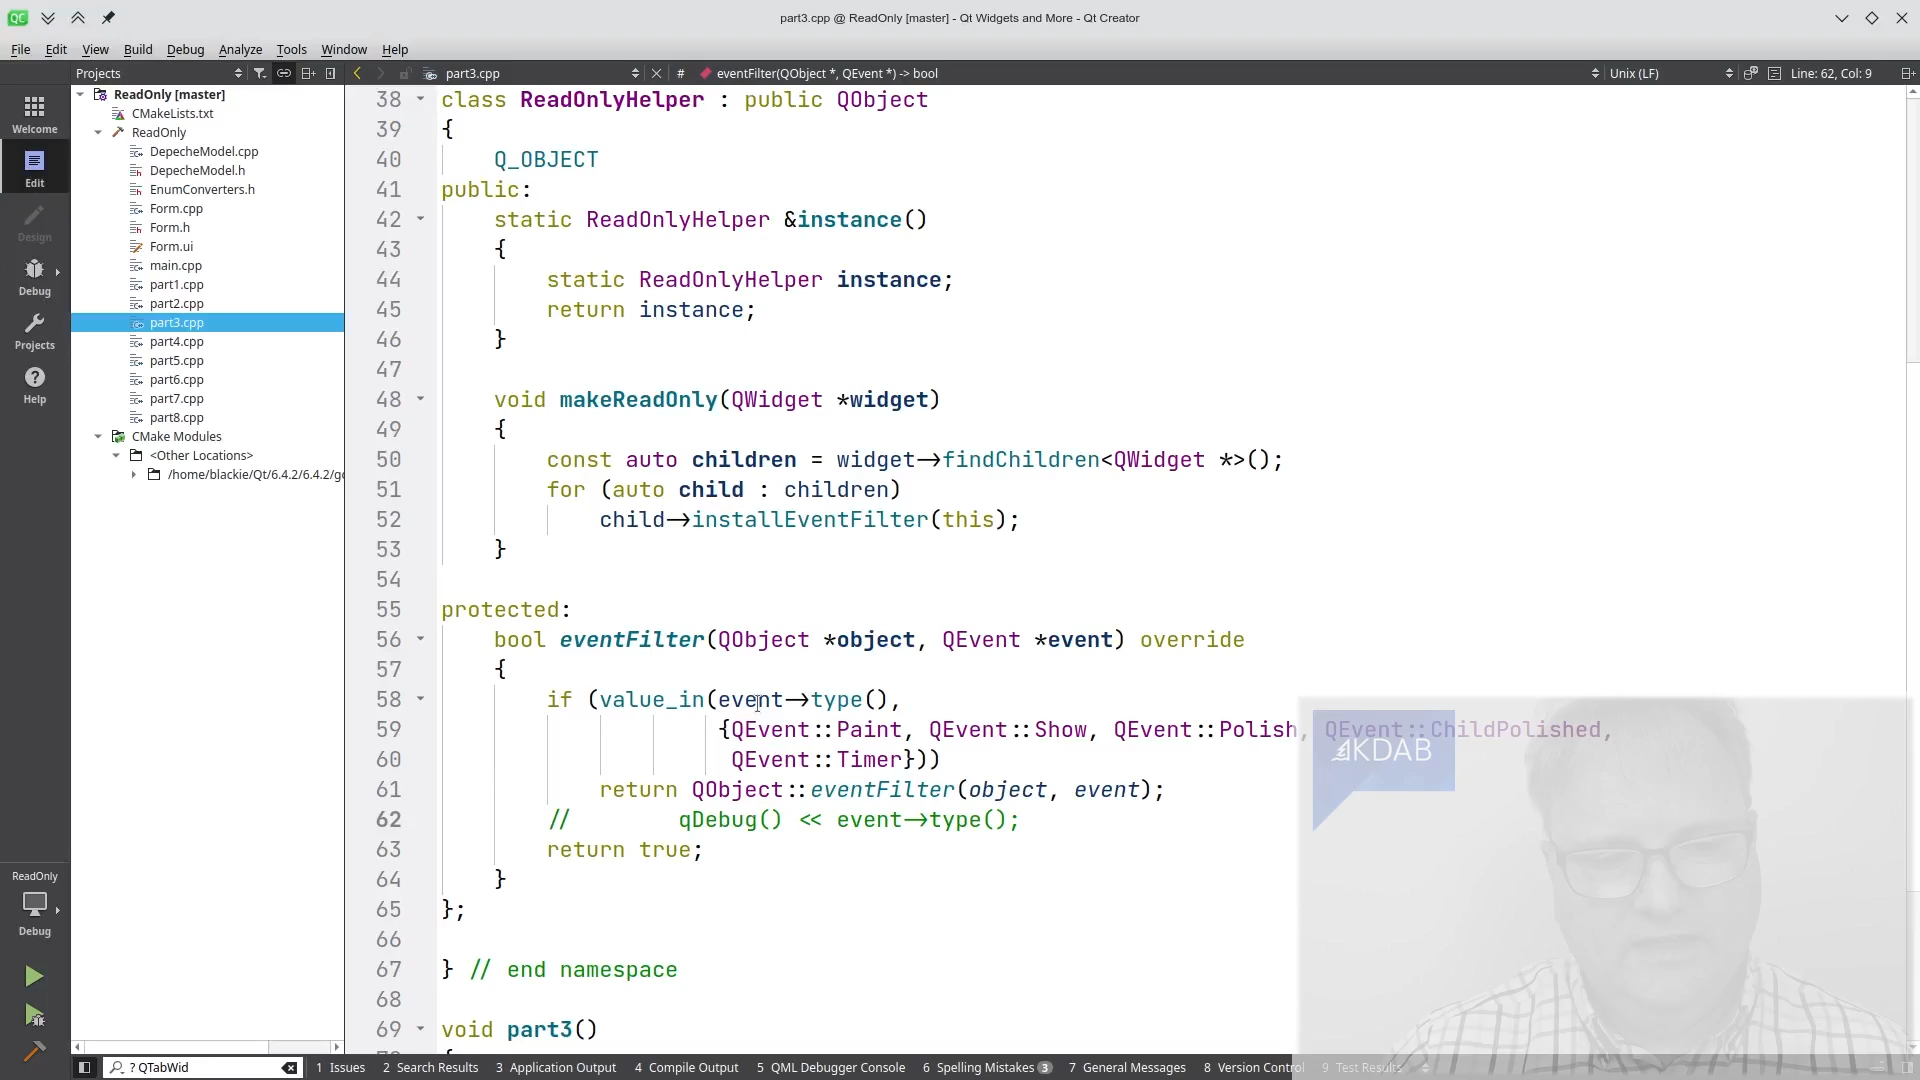 QC
part3.cpp @ ReadOnly [master] - Qt Widgets and More - Qt Creator
File Edit View Build Debug Analyze Tools Window Help
Projects
part3.cpp
# eventFilter(QObject *, QEvent *) -> bool
Unix (LF)
Line: 62, Col: 9
Welcome
Edit
Design
Debug
Projects
Help
ReadOnly
Debug
ReadOnly [master]
CMakeLists.txt
ReadOnly
DepecheModel.cpp
DepecheModel.h
EnumConverters.h
Form.cpp
Form.h
Form.ui
main.cpp
part1.cpp
part2.cpp
part3.cpp
part4.cpp
part5.cpp
part6.cpp
part7.cpp
part8.cpp
CMake Modules
<Other Locations>
/home/blackie/Qt/6.4.2/6.4.2/gc
38 class ReadOnlyHelper : public QObject
39 {
40 Q_OBJECT
41 public:
42 static ReadOnlyHelper &instance()
43 {
44 static ReadOnlyHelper instance;
45 return instance;
46 }
47
48 void makeReadOnly(QWidget *widget)
49 {
50 const auto children = widget->findChildren<QWidget *>();
51 for (auto child : children)
52 child->installEventFilter(this);
53 }
54
55 protected:
56 bool eventFilter(QObject *object, QEvent *event) override
57 {
58 if (value_in(event->type(),
59 {QEvent::Paint, QEvent::Show, QEvent::Polish, QEvent::ChildPolished,
60 QEvent::Timer}))
61 return QObject::eventFilter(object, event);
62 // qDebug() << event->type();
63 return true;
64 }
65 };
66
67 } // end namespace
68
69 void part3()
KDAB
? QTabWid
1 Issues 2 Search Results 3 Application Output 4 Compile Output 5 QML Debugger Console 6 Spelling Mistakes 3 7 General Messages 8 Version Control 9 Test Results